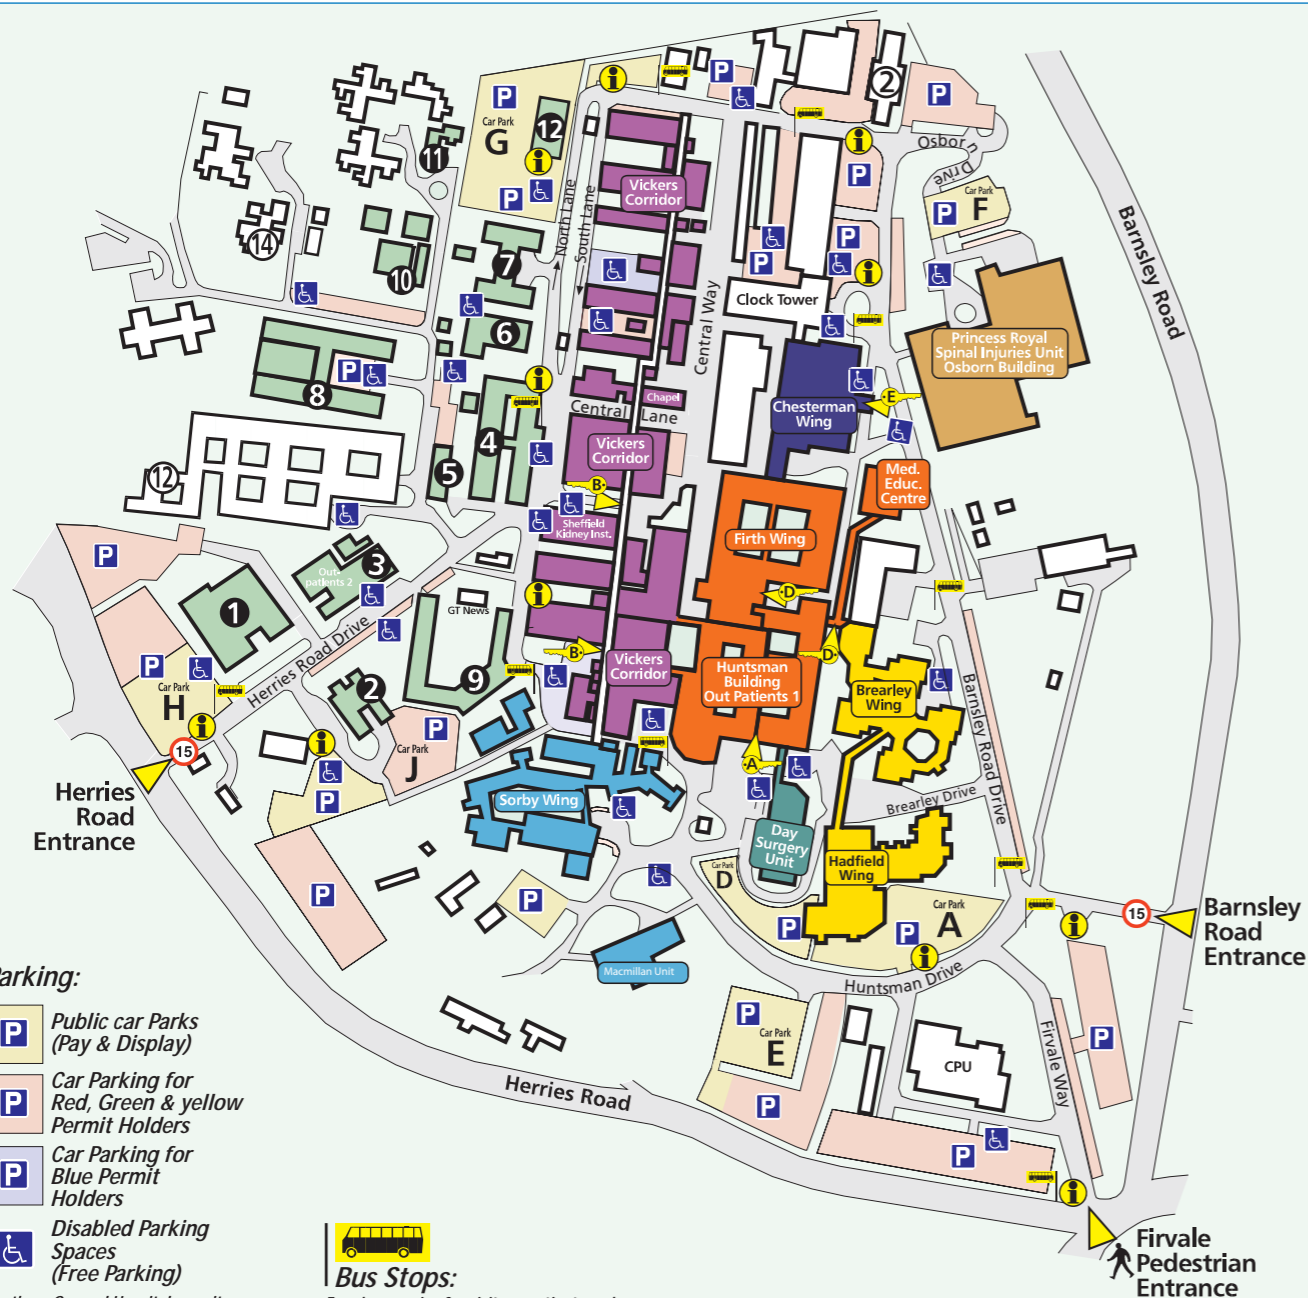 P
2
P
i
P
P
Car Park
G
12
i
P
11
i
P
Osborn
Drive
Car Park
P
F
Barnsley Road
Vickers
Corridor
North Lane
South Lane
14
10
7
P
P
i
Clock Tower
Central Way
6
Princess Royal
Spinal Injuries Unit
Osborn Building
P
8
i
Chapel
Central Lane
Chesterman
Wing
E
4
Vickers
Corridor
5
12
B
Med.
Educ.
Centre
Sheffield
Kidney Inst.
Firth Wing
P
3
Out-
patients 2
1
GT News
i
D
Herries Road Drive
B
D
P
Car Park
H
2
9
Vickers
Corridor
Huntsman
Building
Out Patients 1
Brearley
Wing
Barnsley Road Drive
i
15
i
P
Car Park
J
A
Herries
Road
Entrance
P
Sorby Wing
Brearley Drive
Day
Surgery
Unit
Hadfield
Wing
Car Park
D
P
P
P
Car Park
A
P
i
i
15
Barnsley
Road
Entrance
Macmillan Unit
Huntsman Drive
Parking:
P
Public car Parks
(Pay & Display)
P
Car Park
E
Firvale Way
P
CPU
P
Car Parking for
Red, Green & yellow
Permit Holders
Herries Road
P
P
P
Car Parking for
Blue Permit
Holders
i
Disabled Parking
Spaces
(Free Parking)
Bus Stops:
Firvale
Pedestrian
Entrance